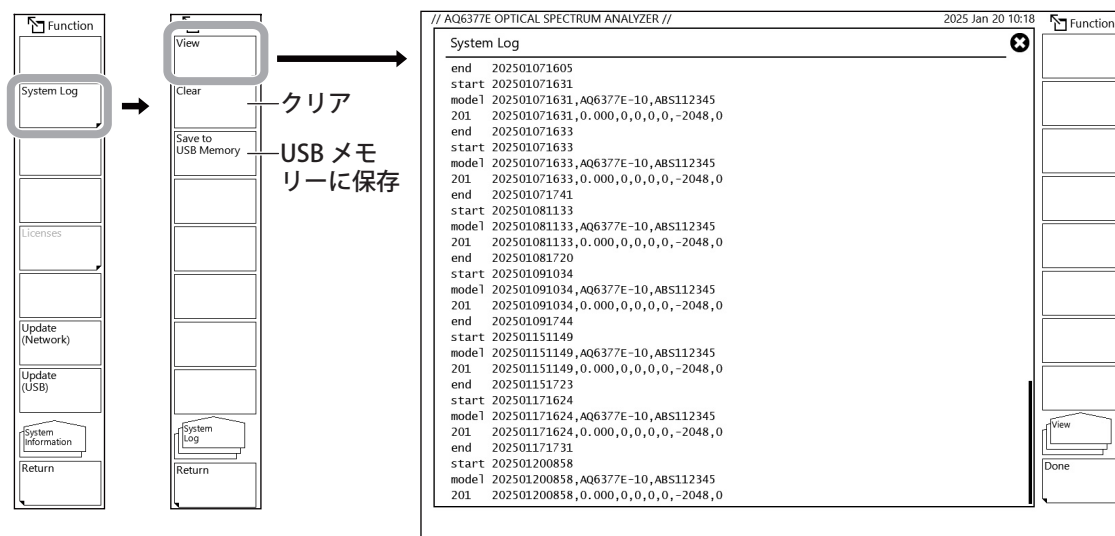 Function
System Log
Licenses
Update
(Network)
Update
(USB)
System
Information
Return
View
Clear
Save to
USB Memory
System
Log
Return
クリア
USB メモ
リーに保存
// AQ6377E OPTICAL SPECTRUM ANALYZER //
2025 Jan 20 10:18
System Log
end 202501071605
start 202501071631
model 202501071631,AQ6377E-10,ABS112345
201 202501071631,0.000,0,0,0,0,-2048,0
end 202501071633
start 202501071633
model 202501071633,AQ6377E-10,ABS112345
201 202501071633,0.000,0,0,0,0,-2048,0
end 202501071741
start 202501081133
model 202501081133,AQ6377E-10,ABS112345
201 202501081133,0.000,0,0,0,0,-2048,0
end 202501081720
start 202501091034
model 202501091034,AQ6377E-10,ABS112345
201 202501091034,0.000,0,0,0,0,-2048,0
end 202501091744
start 202501151149
model 202501151149,AQ6377E-10,ABS112345
201 202501151149,0.000,0,0,0,0,-2048,0
end 202501151723
start 202501171624
model 202501171624,AQ6377E-10,ABS112345
201 202501171624,0.000,0,0,0,0,-2048,0
end 202501171731
start 202501200858
model 202501200858,AQ6377E-10,ABS112345
201 202501200858,0.000,0,0,0,0,-2048,0
Function
View
Done